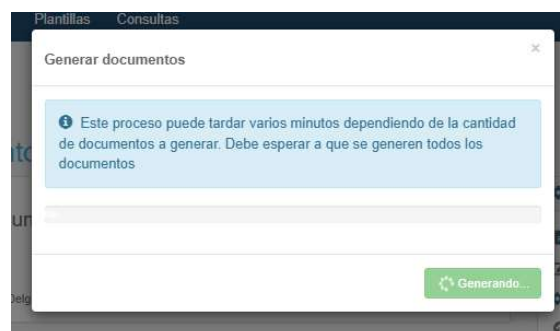 Plantillas Consultas
Generar documentos
×
Este proceso puede tardar varios minutos dependiendo de la cantidad
de documentos a generar. Debe esperar a que se generen todos los
documentos
Generando...